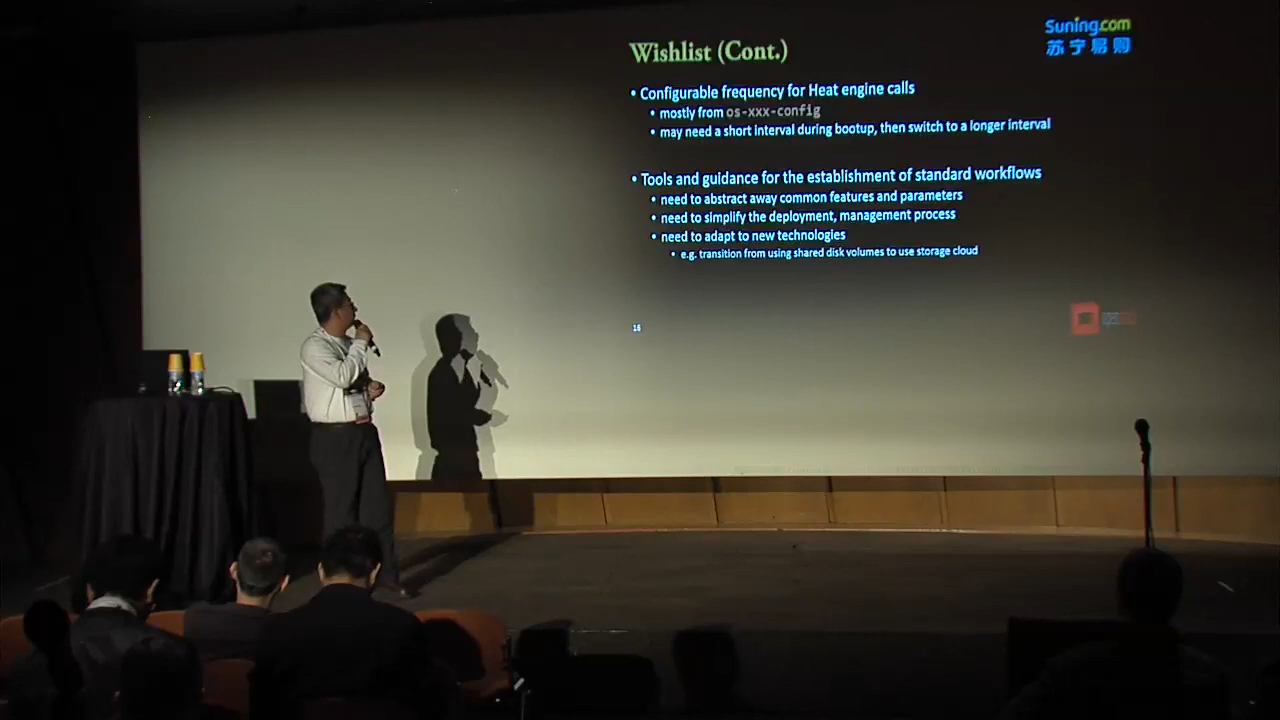 Suning.com
苏宁易购
Wishlist (Cont.)
• Configurable frequency for Heat engine calls
• mostly from os-xxx-config
• may need a short interval during bootup, then switch to a longer interval
• Tools and guidance for the establishment of standard workflows
• need to abstract away common features and parameters
• need to simplify the deployment, management process
• need to adapt to new technologies
• e.g. transition from using shared disk volumes to use storage cloud
16